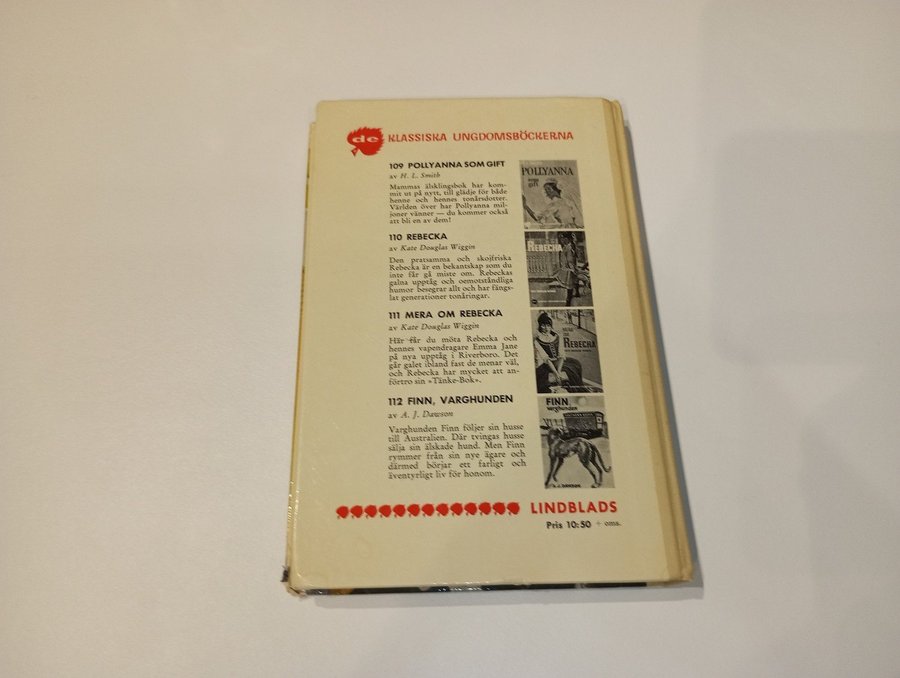 de KLASSISKA UNGDOMSBÖCKERNA
109 POLLYANNA SOM GIFT
av H. L. Smith
Mammas älsklingsbok har kom-
mit ut på nytt, till glädje för både
henne och hennes tonårsdotter.
Världen över har Pollyanna mil-
joner vänner — du kommer också
att bli en av dem!
POLLYANNA
som
gift
110 REBECKA
av Kate Douglas Wiggin
Den pratsamma och skojfriska
Rebecka är en bekantskap som du
inte får gå miste om. Rebeckas
galna upptåg och oemotståndliga
humor besegrar allt och har fängs-
lat generationer tonåringar.
REBECKA
111 MERA OM REBECKA
av Kate Douglas Wiggin
Här får du möta Rebecka och
hennes vapendragare Emma Jane
på nya upptåg i Riverboro. Det
går galet ibland fast de menar väl,
och Rebecka har mycket att an-
förtro sin »Tänke-Bok».
MERA
OM
REBECKA
112 FINN, VARGHUNDEN
av A. J. Dawson
Varghunden Finn följer sin husse
till Australien. Där tvingas husse
sälja sin älskade hund. Men Finn
rymmer från sin nye ägare och
därmed börjar ett farligt och
äventyrligt liv för honom.
FINN,
varghunden
A. J. DAWSON
LINDBLADS
Pris 10:50 + oms.